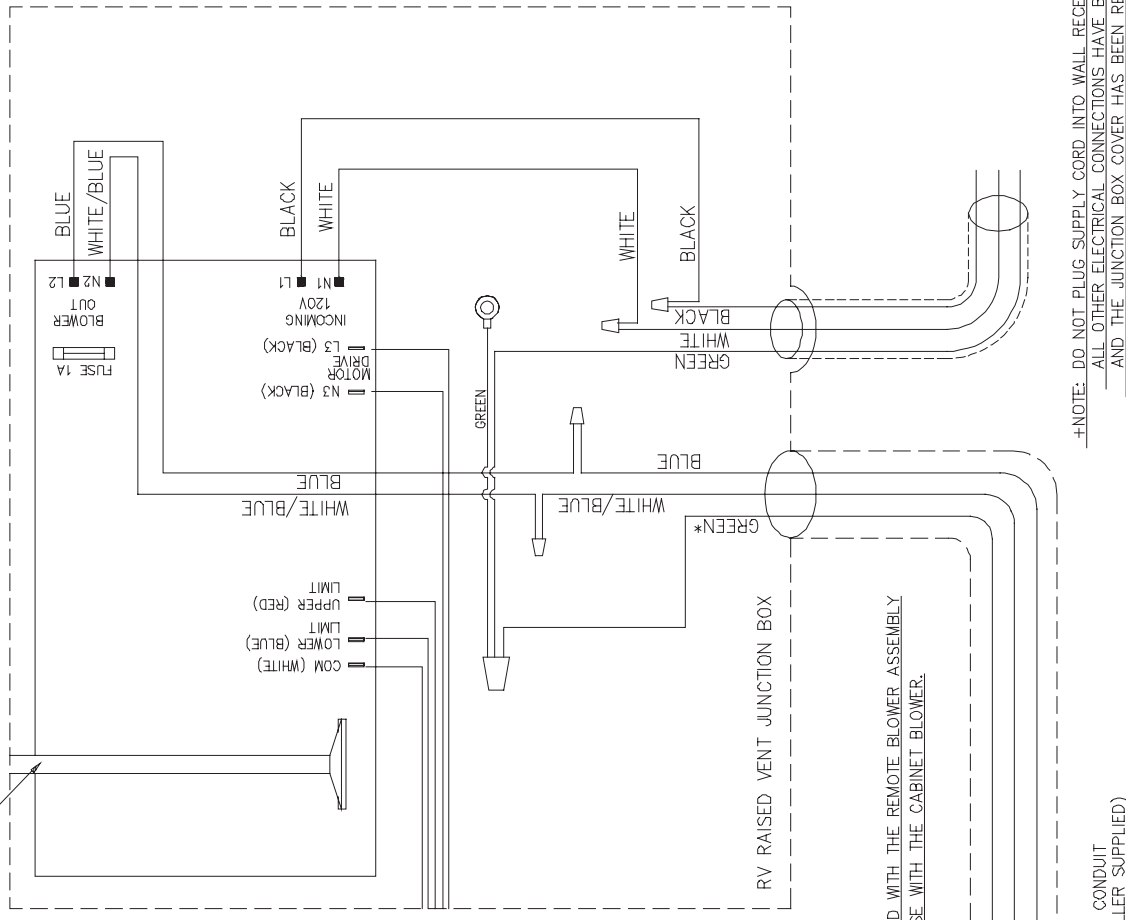 BLUE
WHITE/BLUE
L2
N2
BLOWER
OUT
FUSE 1A
BLACK
WHITE
L1
N1
INCOMING
120V
L3 (BLACK)
MOTOR
DRIVE
N3 (BLACK)
WHITE
BLACK
BLACK
WHITE
GREEN
GREEN
BLUE
WHITE/BLUE
BLUE
WHITE/BLUE
GREEN*
UPPER (RED)
LIMIT
LOWER (BLUE)
LIMIT
COM (WHITE)
RV RAISED VENT JUNCTION BOX
WITH THE REMOTE BLOWER ASSEMBLY
WITH THE CABINET BLOWER.
+NOTE: DO NOT PLUG SUPPLY CORD INTO WALL
ALL OTHER ELECTRICAL CONNECTIONS HAVE
AND THE JUNCTION BOX COVER HAS BEEN
CONDUIT
SUPPLIED)